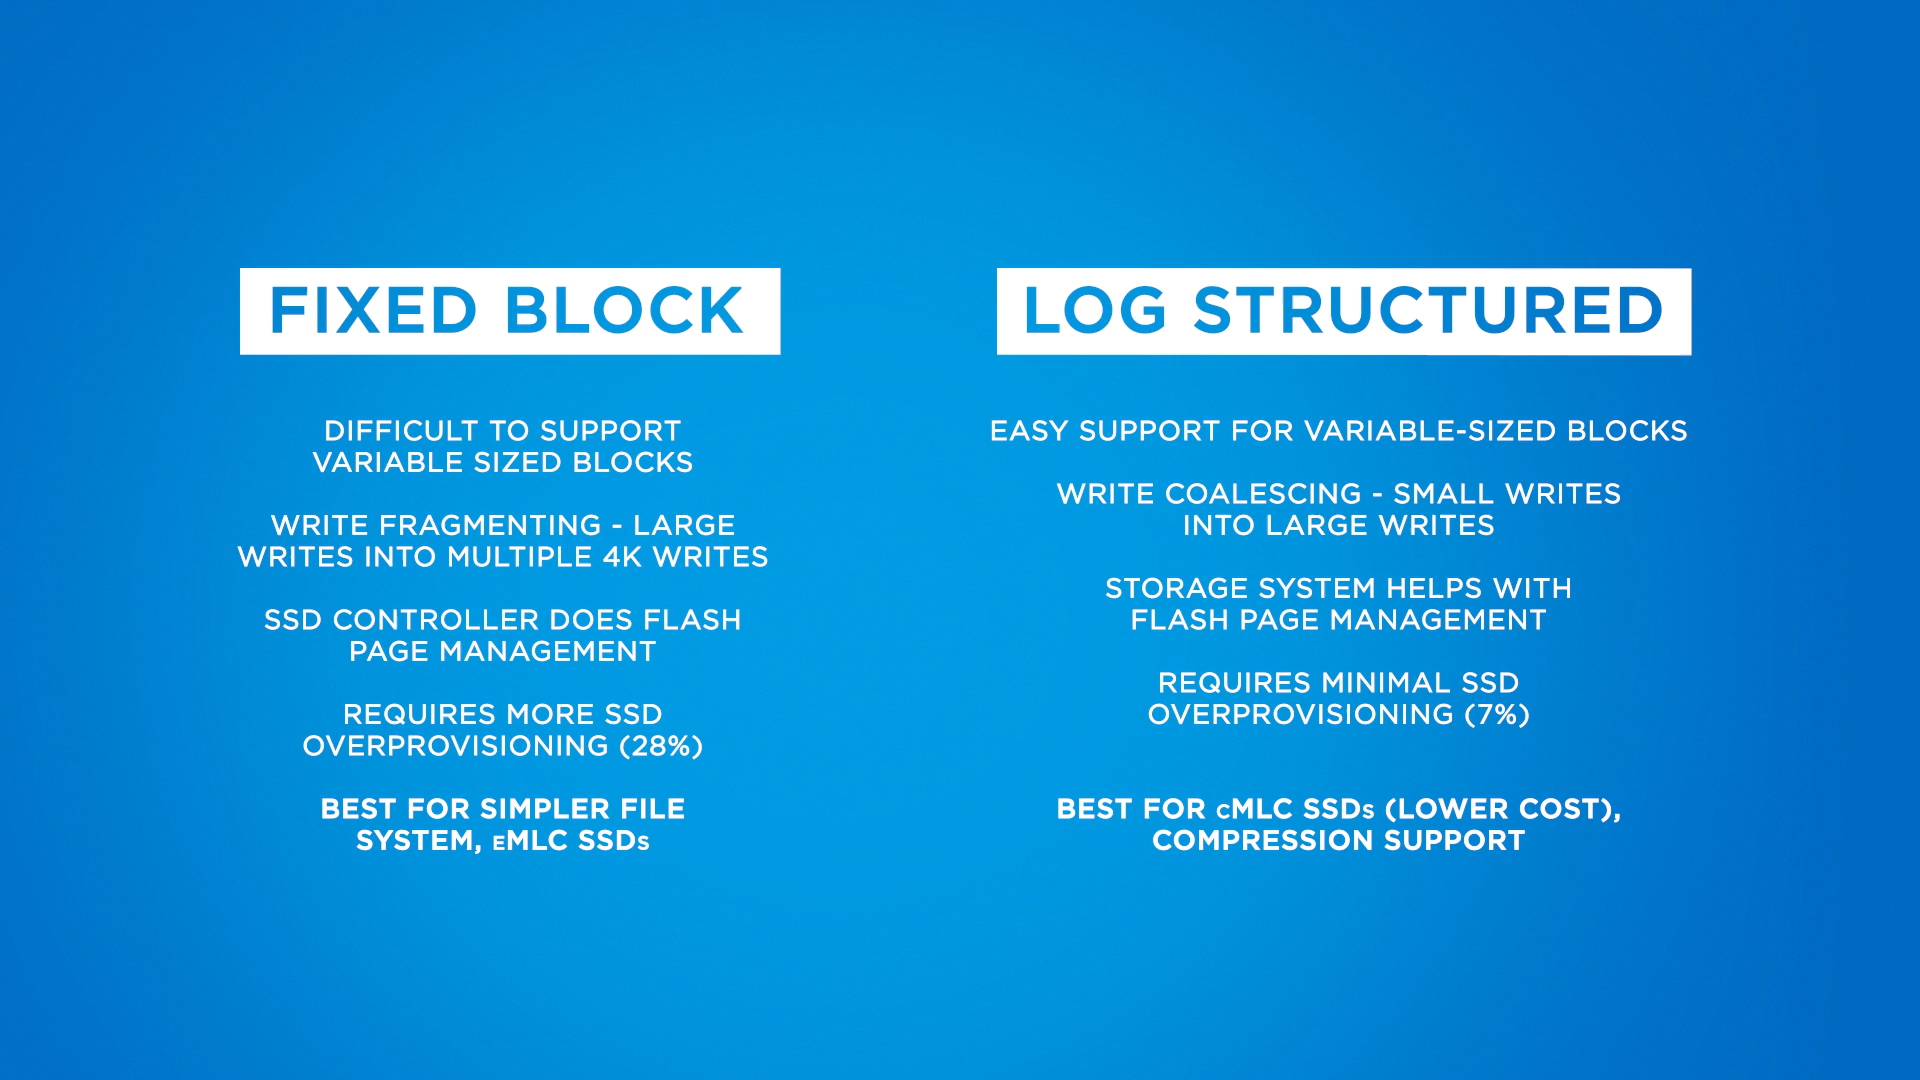 FIXED BLOCK
DIFFICULT TO SUPPORT
VARIABLE SIZED BLOCKS
WRITE FRAGMENTING - LARGE
WRITES INTO MULTIPLE 4K WRITES
SSD CONTROLLER DOES FLASH
PAGE MANAGEMENT
REQUIRES MORE SSD
OVERPROVISIONING (28%)
BEST FOR SIMPLER FILE
SYSTEM, EMLC SSDs
LOG STRUCTURED
EASY SUPPORT FOR VARIABLE-SIZED BLOCKS
WRITE COALESCING - SMALL WRITES
INTO LARGE WRITES
STORAGE SYSTEM HELPS WITH
FLASH PAGE MANAGEMENT
REQUIRES MINIMAL SSD
OVERPROVISIONING (7%)
BEST FOR cMLC SSDs (LOWER COST),
COMPRESSION SUPPORT